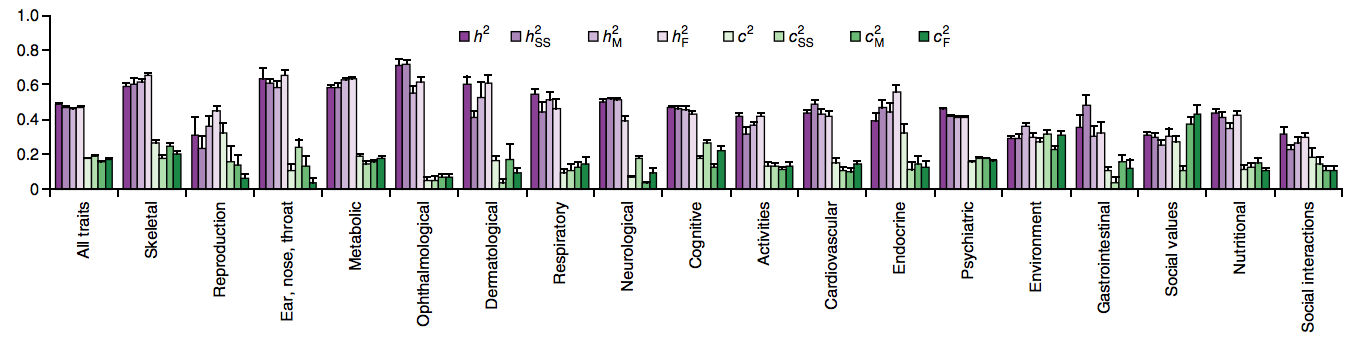 1.0
0.8
0.6
0.4
0.2
0
h² h²SS h²M h²F c² c²SS c²M c²F
All traits
Skeletal
Reproduction
Ear, nose, throat
Metabolic
Ophthalmological
Dermatological
Respiratory
Neurological
Cognitive
Activities
Cardiovascular
Endocrine
Psychiatric
Environment
Gastrointestinal
Social values
Nutritional
Social interactions